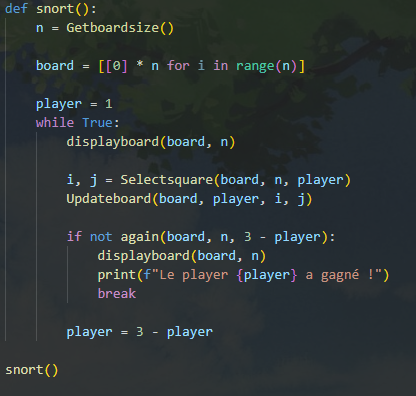 def snort():
    n = Getboardsize()
    board = [[0] * n for i in range(n)]
    player = 1
    while True:
        displayboard(board, n)
        i, j = Selectsquare(board, n, player)
        Updateboard(board, player, i, j)
        if not again(board, n, 3 - player):
            displayboard(board, n)
            print(f"Le player {player} a gagné !")
            break
        player = 3 - player
snort()